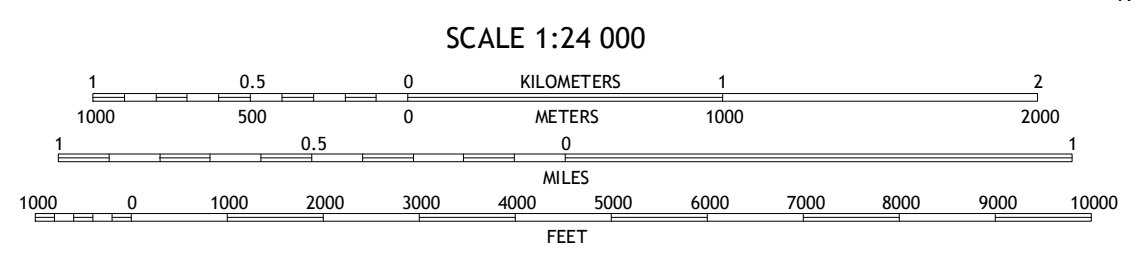 SCALE 1:24 000
1 0.5 0 KILOMETERS 1 2
1000 500 0 METERS 1000 2000
1 0.5 0 1
MILES
1000 0 1000 2000 3000 4000 5000 6000 7000 8000 9000 10000
FEET